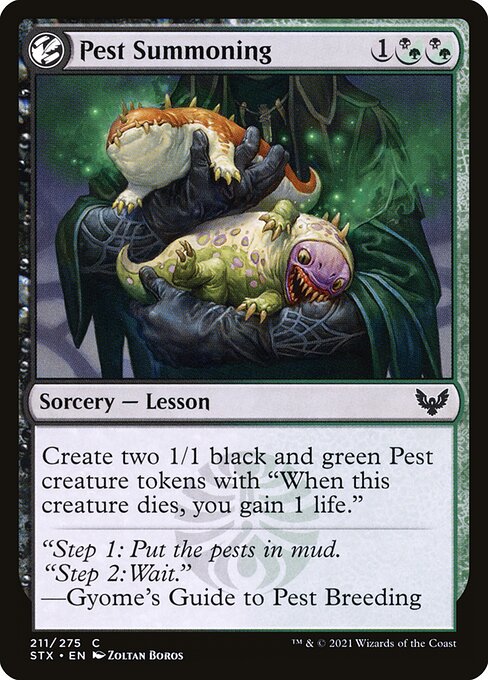 Pest Summoning 1
Sorcery — Lesson
Create two 1/1 black and green Pest
creature tokens with “When this
creature dies, you gain 1 life.”
“Step 1: Put the pests in mud.
“Step 2: Wait.”
—Gyome’s Guide to Pest Breeding
211/275 C
STX • EN Zoltan Boros
™ & © 2021 Wizards of the Coast